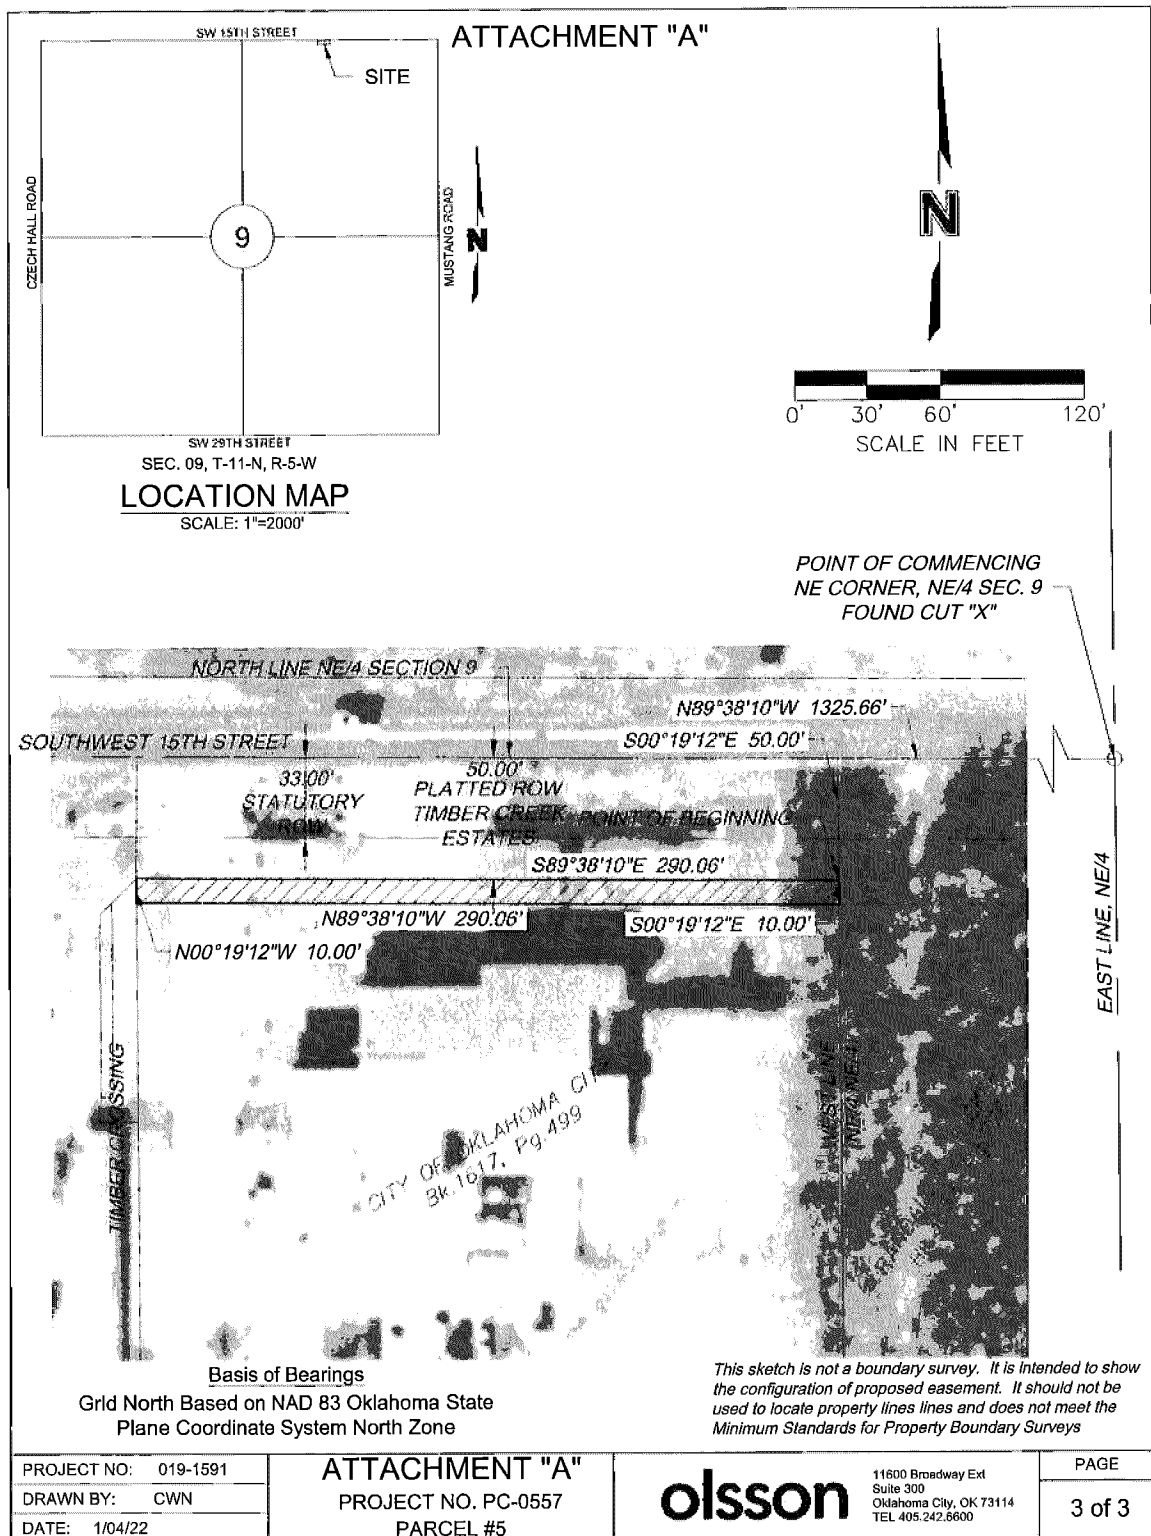 ATTACHMENT "A"
SW 15TH STREET
SITE
CZECH HALL ROAD
9
MUSTANG ROAD
N
N
SW 29TH STREET
SEC. 09, T-11-N, R-5-W
LOCATION MAP
SCALE: 1"=2000'
0' 30' 60' 120'
SCALE IN FEET
POINT OF COMMENCING
NE CORNER, NE/4 SEC. 9
FOUND CUT "X"
NORTH LINE NE/4 SECTION 9
N89°38'10"W 1325.66'
SOUTHWEST 15TH STREET
S00°19'12"E 50.00'
33.00'
STATUTORY
ROW
50.00'
PLATTED ROW
TIMBER CREEK
ESTATES
POINT OF BEGINNING
S89°38'10"E 290.06'
N89°38'10"W 290.06'
S00°19'12"E 10.00'
N00°19'12"W 10.00'
EAST LINE, NE/4
TIMBER CROSSING
WEST LINE
NE/4 NE/4
CITY OF OKLAHOMA CITY
Bk.1617, Pg.499
Basis of Bearings
Grid North Based on NAD 83 Oklahoma State
Plane Coordinate System North Zone
This sketch is not a boundary survey. It is intended to show
the configuration of proposed easement. It should not be
used to locate property lines lines and does not meet the
Minimum Standards for Property Boundary Surveys
PROJECT NO: 019-1591
DRAWN BY: CWN
DATE: 1/04/22
ATTACHMENT "A"
PROJECT NO. PC-0557
PARCEL #5
olsson
11600 Broadway Ext
Suite 300
Oklahoma City, OK 73114
TEL 405.242.6600
PAGE
3 of 3